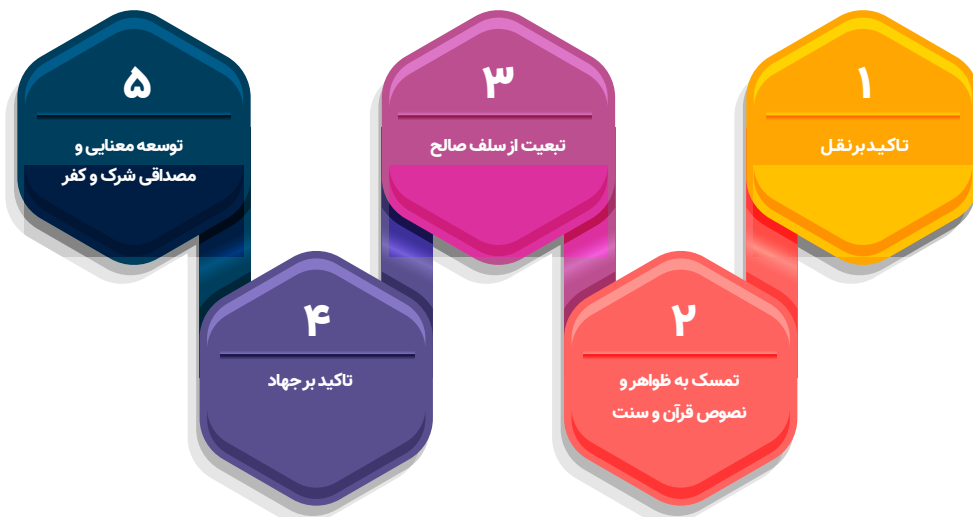 ۱
تاکید بر نقل
۲
تمسک به ظواهر و
نصوص قرآن و سنت
۳
تبعیت از سلف صالح
۴
تاکید بر جهاد
۵
توسعه معنایی و
مصداقی شرک و کفر